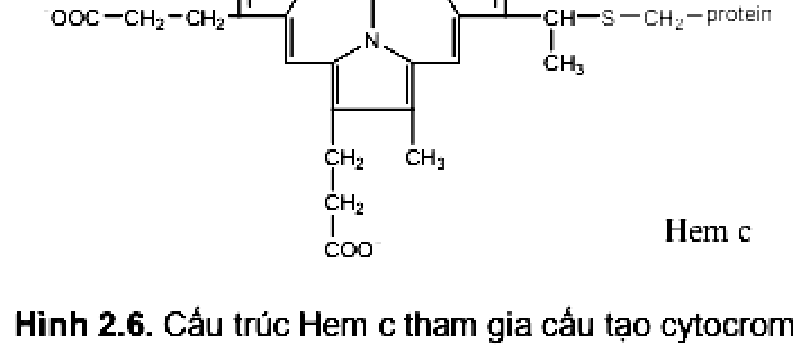 ⁻OOC—CH₂—CH₂ CH—S—CH₂—protein
N
CH₃
CH₂ CH₃
CH₂
COO⁻
Hem c
Hình 2.6. Cấu trúc Hem c tham gia cấu tạo cytocrom